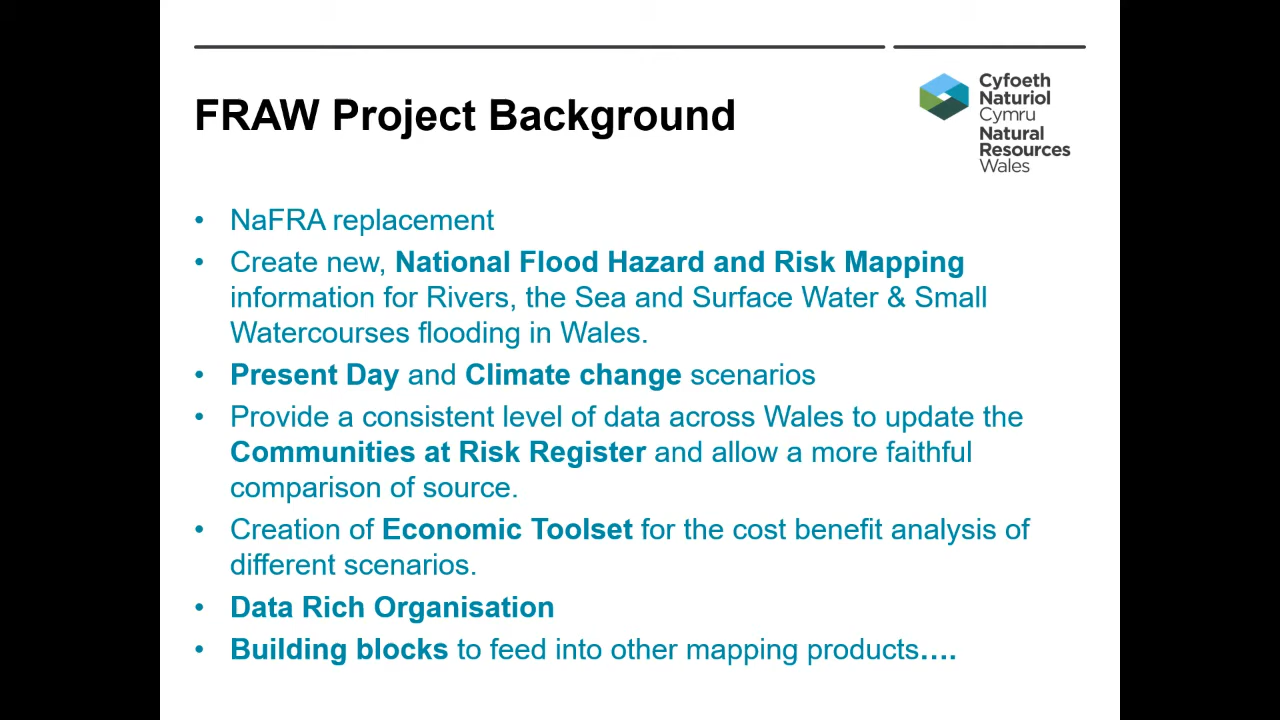 FRAW Project Background
Cyfoeth
Naturiol
Cymru
Natural
Resources
Wales
• NaFRA replacement
• Create new, National Flood Hazard and Risk Mapping
information for Rivers, the Sea and Surface Water & Small
Watercourses flooding in Wales.
• Present Day and Climate change scenarios
• Provide a consistent level of data across Wales to update the
Communities at Risk Register and allow a more faithful
comparison of source.
• Creation of Economic Toolset for the cost benefit analysis of
different scenarios.
• Data Rich Organisation
• Building blocks to feed into other mapping products....